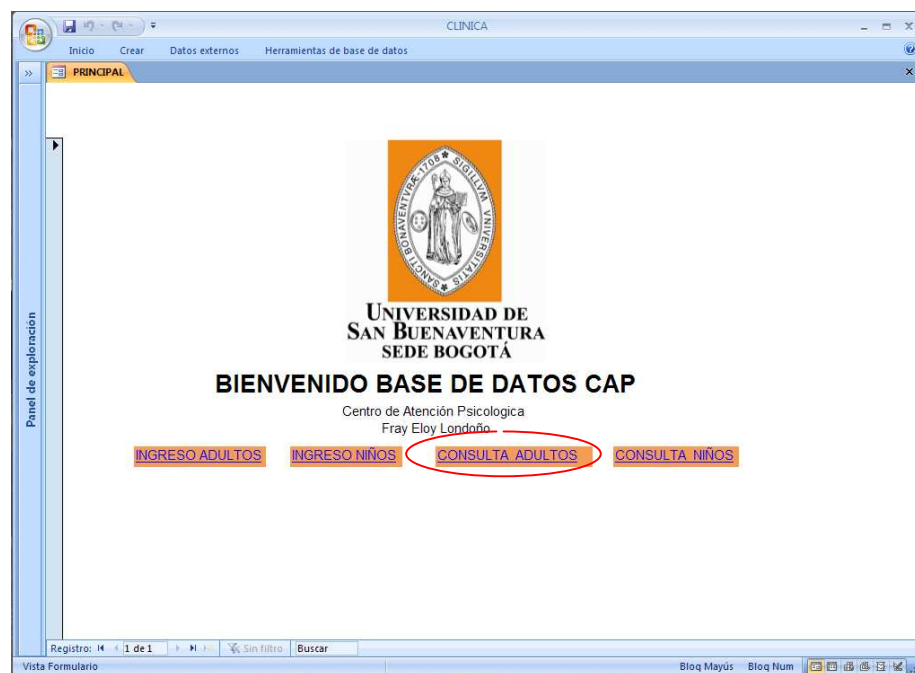 CLINICA
Inicio Crear Datos externos Herramientas de base de datos
» PRINCIPAL
Panel de exploración
UNIVERSIDAD DE
SAN BUENAVENTURA
SEDE BOGOTÁ
BIENVENIDO BASE DE DATOS CAP
Centro de Atención Psicologica
Fray Eloy Londoño
INGRESO ADULTOS INGRESO NIÑOS CONSULTA ADULTOS CONSULTA NIÑOS
Registro: 1 de 1 Sin filtro Buscar
Vista Formulario Bloq Mayús Bloq Num